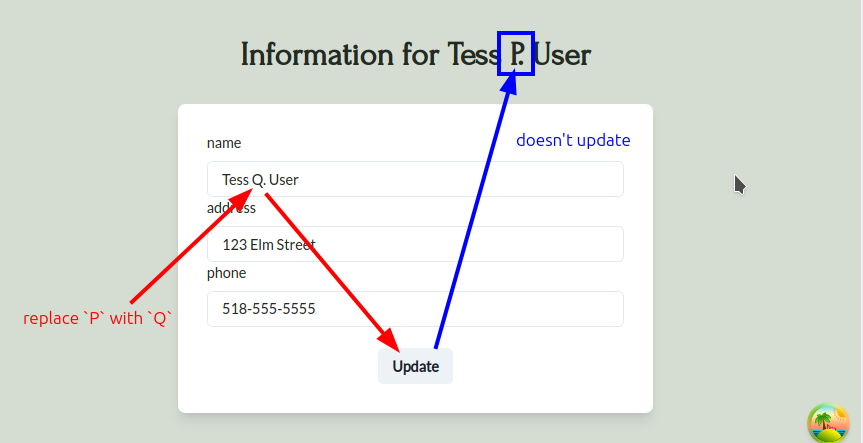 Information for Tess P. User
doesn't update
name
Tess Q. User
address
123 Elm Street
phone
replace `P` with `Q`
518-555-5555
Update